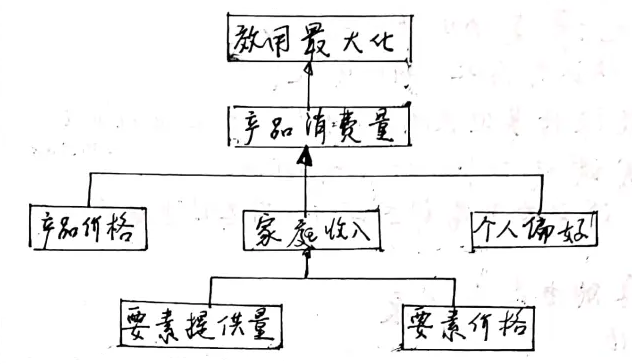 效用最大化
产品消费量
产品价格
家庭收入
个人偏好
要素提供量
要素价格